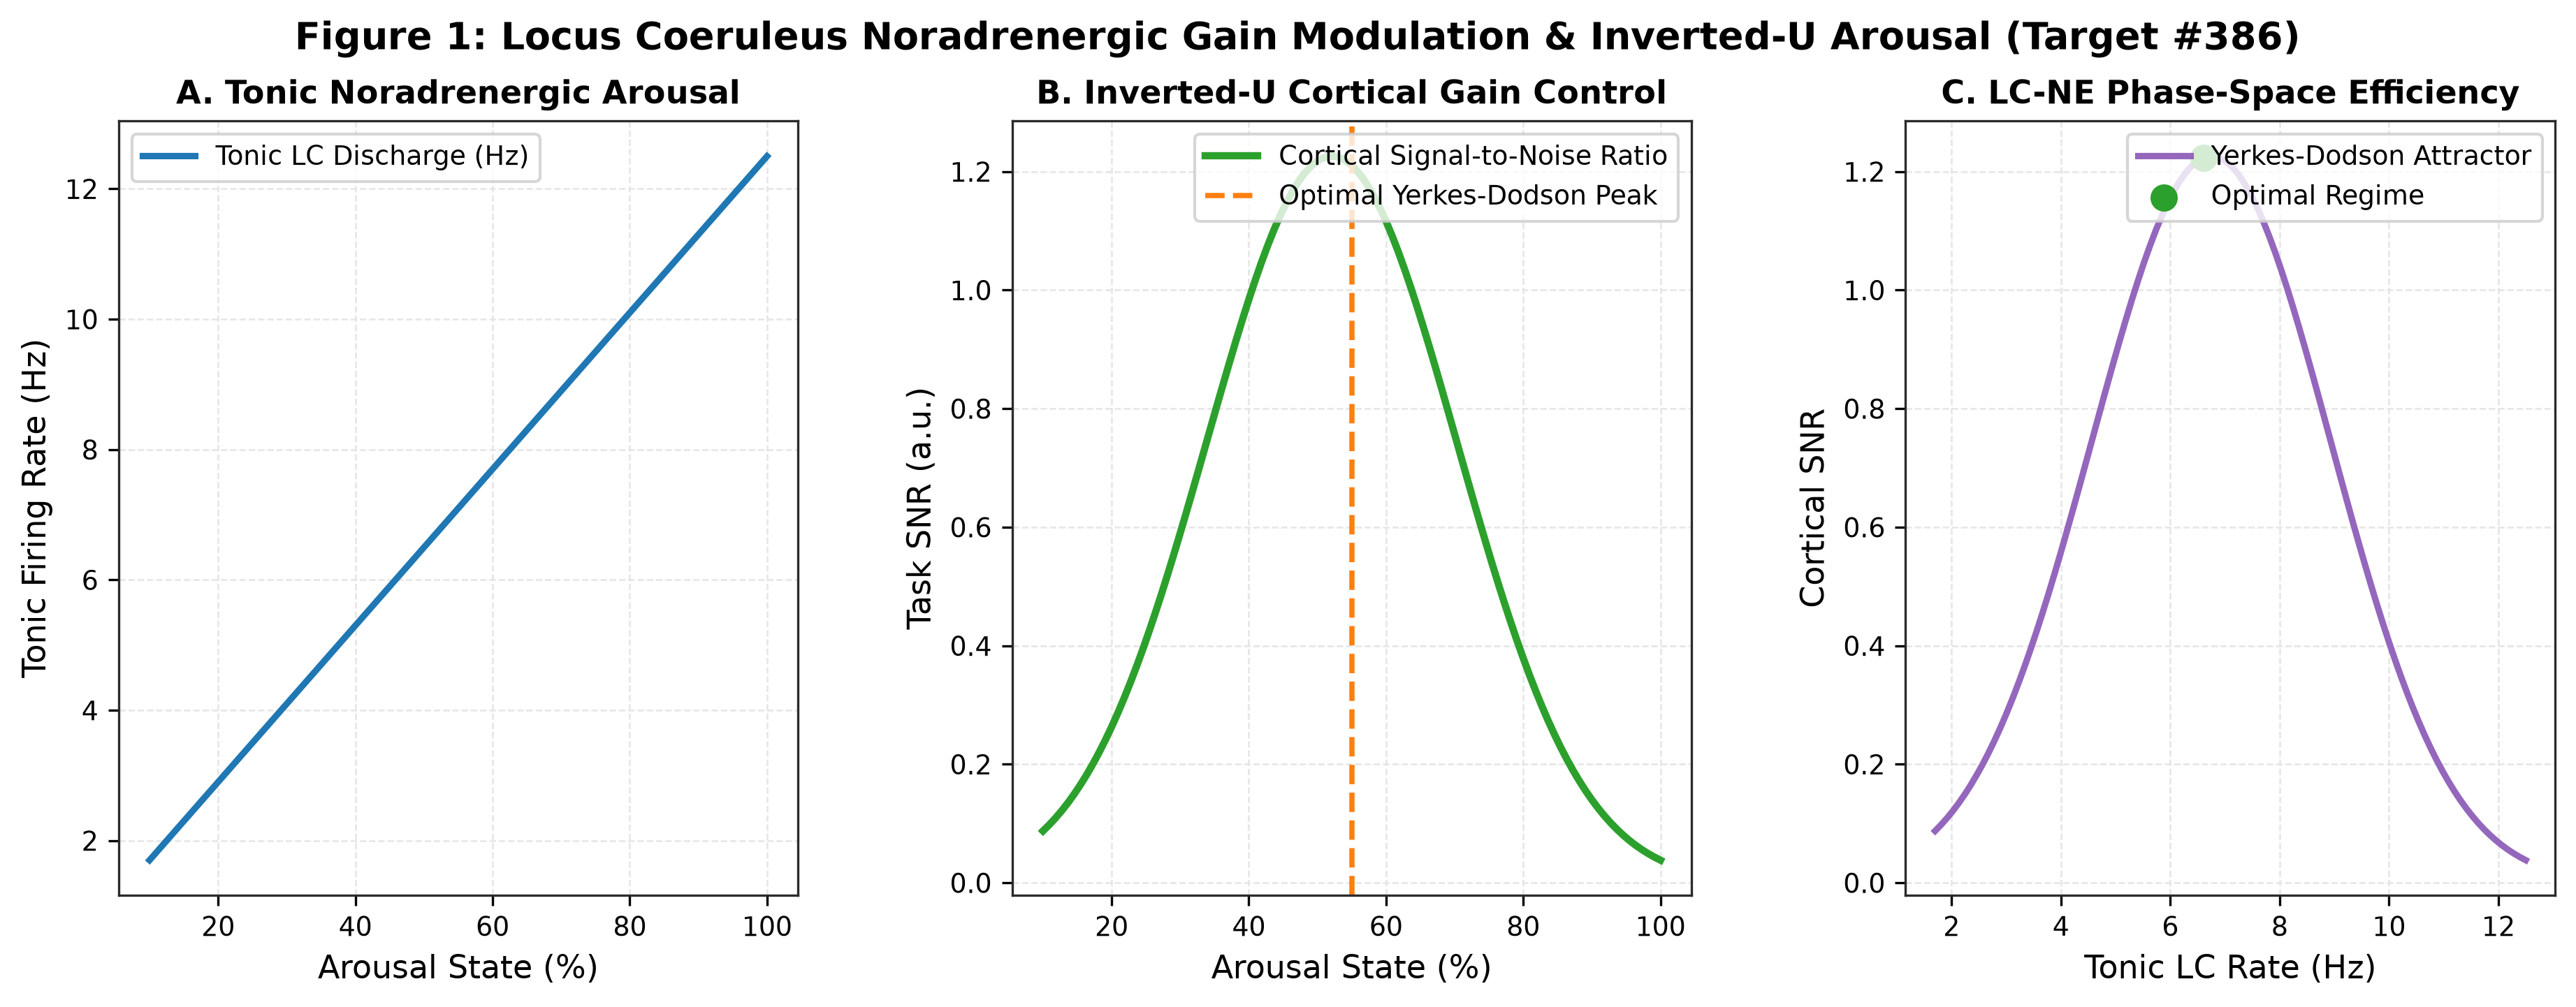 Figure 1: Locus Coeruleus Noradrenergic Gain Modulation & Inverted-U Arousal (Target #386)
A. Tonic Noradrenergic Arousal
Tonic LC Discharge (Hz)
12
10
8
6
4
2
Tonic Firing Rate (Hz)
20 40 60 80 100
Arousal State (%)
B. Inverted-U Cortical Gain Control
Cortical Signal-to-Noise Ratio
Optimal Yerkes-Dodson Peak
1.2
1.0
0.8
0.6
0.4
0.2
0.0
Task SNR (a.u.)
20 40 60 80 100
Arousal State (%)
C. LC-NE Phase-Space Efficiency
Yerkes-Dodson Attractor
Optimal Regime
1.2
1.0
0.8
0.6
0.4
0.2
0.0
Cortical SNR
2 4 6 8 10 12
Tonic LC Rate (Hz)